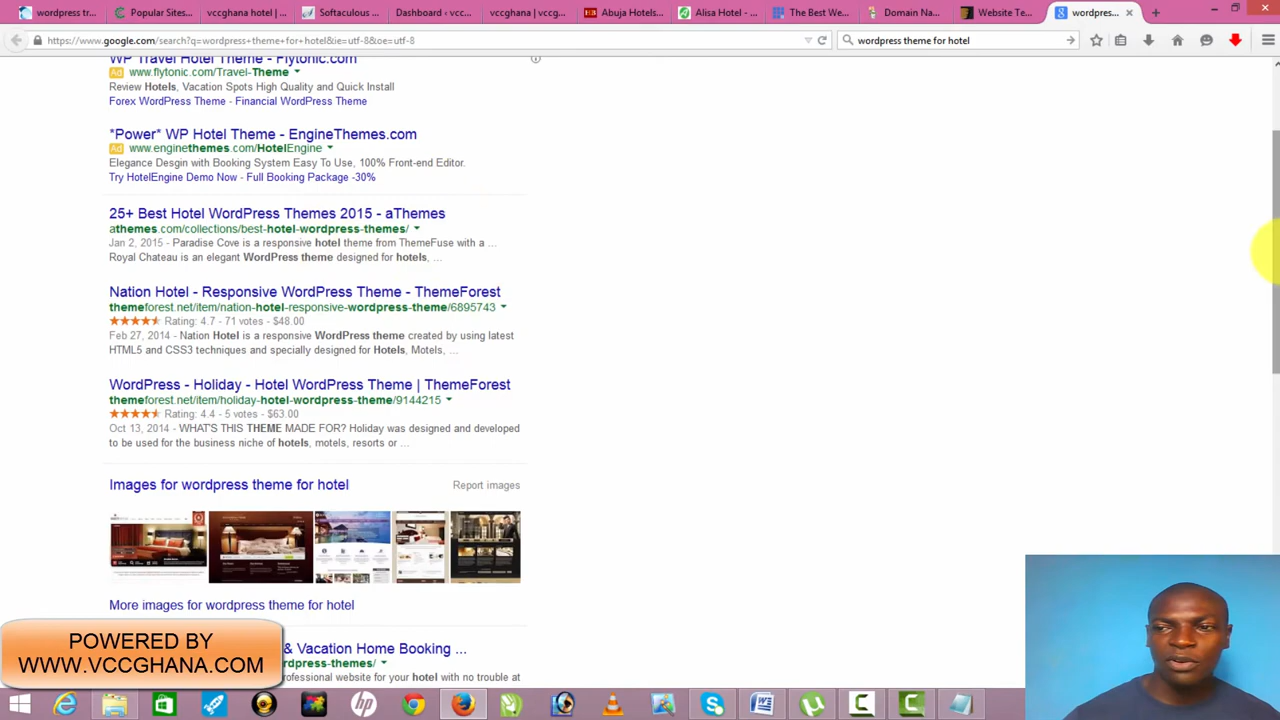 wordpress tra...
Popular Sites...
vccghana hotel |...
Softaculous
Dashboard ‹ vcc...
vccghana | vccg...
Abuja Hotels...
Alisa Hotel - ...
The Best We...
Domain Na...
Website Te...
wordpres...
https://www.google.com/search?q=wordpress+theme+for+hotel&ie=utf-8&oe=utf-8
wordpress theme for hotel
WP Travel Hotel Theme - Flytonic.com
Ad www.flytonic.com/Travel-Theme
Review Hotels, Vacation Spots High Quality and Quick Install
Forex WordPress Theme - Financial WordPress Theme
*Power* WP Hotel Theme - EngineThemes.com
Ad www.enginethemes.com/HotelEngine
Elegance Desgin with Booking System Easy To Use, 100% Front-end Editor.
Try HotelEngine Demo Now - Full Booking Package -30%
25+ Best Hotel WordPress Themes 2015 - aThemes
athemes.com/collections/best-hotel-wordpress-themes/
Jan 2, 2015 - Paradise Cove is a responsive hotel theme from ThemeFuse with a ...
Royal Chateau is an elegant WordPress theme designed for hotels, ...
Nation Hotel - Responsive WordPress Theme - ThemeForest
themeforest.net/item/nation-hotel-responsive-wordpress-theme/6895743
Rating: 4.7 - 71 votes - $48.00
Feb 27, 2014 - Nation Hotel is a responsive WordPress theme created by using latest
HTML5 and CSS3 techniques and specially designed for Hotels, Motels, ...
WordPress - Holiday - Hotel WordPress Theme | ThemeForest
themeforest.net/item/holiday-hotel-wordpress-theme/9144215
Rating: 4.4 - 5 votes - $63.00
Oct 13, 2014 - WHAT'S THIS THEME MADE FOR? Holiday was designed and developed
to be used for the business niche of hotels, motels, resorts or ...
Images for wordpress theme for hotel
Report images
More images for wordpress theme for hotel
& Vacation Home Booking ...
rdpress-themes/
rofessional website for your hotel with no trouble at
POWERED BY
WWW.VCCGHANA.COM